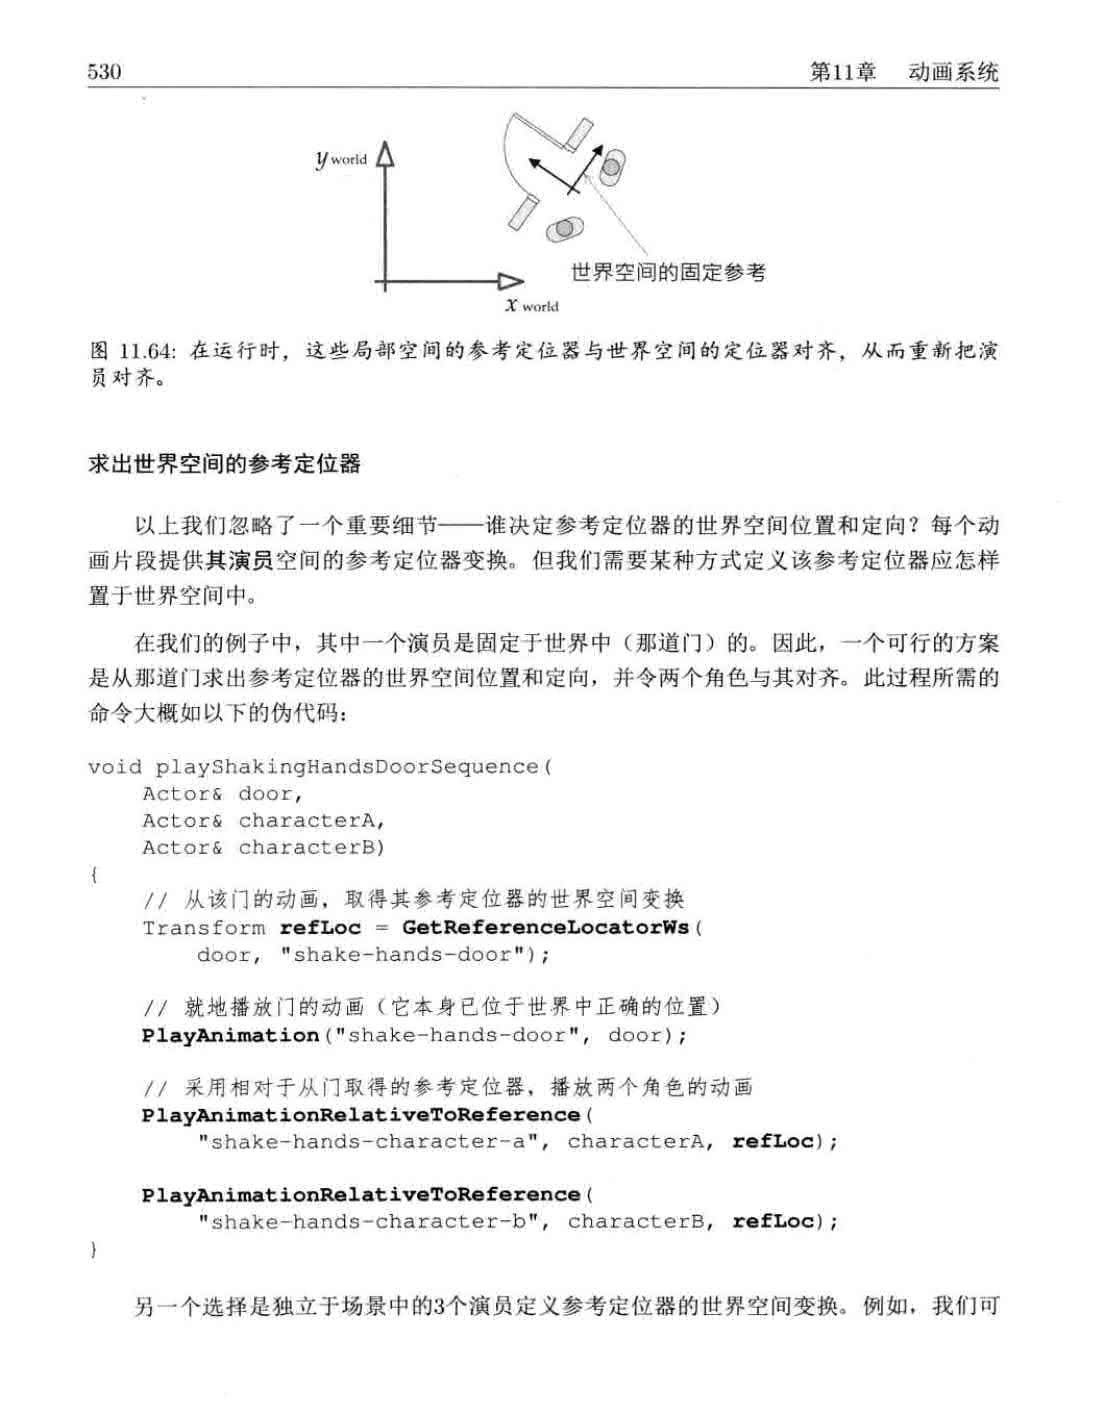 530
第11章 动画系统
y world
世界空间的固定参考
x world
图 11.64: 在运行时，这些局部空间的参考定位器与世界空间的定位器对齐，从而重新把演
员对齐。
求出世界空间的参考定位器
以上我们忽略了一个重要细节——谁决定参考定位器的世界空间位置和定向？每个动
画片段提供其演员空间的参考定位器变换。但我们需要某种方式定义该参考定位器应怎样
置于世界空间中。
在我们的例子中，其中一个演员是固定于世界中（那道门）的。因此，一个可行的方案
是从那道门求出参考定位器的世界空间位置和定向，并令两个角色与其对齐。此过程所需的
命令大概如以下的伪代码：
void playShakingHandsDoorSequence(
Actor& door,
Actor& characterA,
Actor& characterB)
{
// 从该门的动画，取得其参考定位器的世界空间变换
Transform refLoc = GetReferenceLocatorWs(
door, "shake-hands-door");
// 就地播放门的动画（它本身已位于世界中正确的位置）
PlayAnimation("shake-hands-door", door);
// 采用相对于从门取得的参考定位器，播放两个角色的动画
PlayAnimationRelativeToReference(
"shake-hands-character-a", characterA, refLoc);
PlayAnimationRelativeToReference(
"shake-hands-character-b", characterB, refLoc);
}
另一个选择是独立于场景中的3个演员定义参考定位器的世界空间变换。例如，我们可